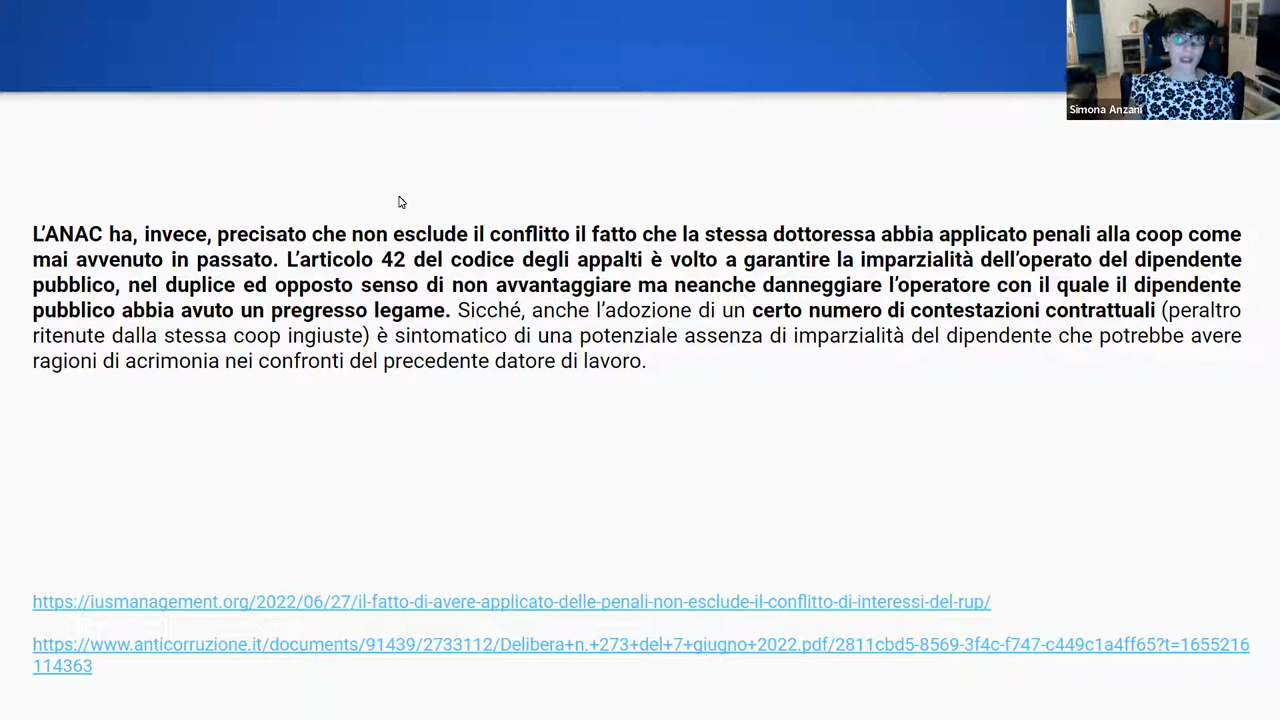 Simona Anzani
L’ANAC ha, invece, precisato che non esclude il conflitto il fatto che la stessa dottoressa abbia applicato penali alla coop come
mai avvenuto in passato. L’articolo 42 del codice degli appalti è volto a garantire la imparzialità dell’operato del dipendente
pubblico, nel duplice ed opposto senso di non avvantaggiare ma neanche danneggiare l’operatore con il quale il dipendente
pubblico abbia avuto un pregresso legame. Sicché, anche l’adozione di un certo numero di contestazioni contrattuali (peraltro
ritenute dalla stessa coop ingiuste) è sintomatico di una potenziale assenza di imparzialità del dipendente che potrebbe avere
ragioni di acrimonia nei confronti del precedente datore di lavoro.
https://iusmanagement.org/2022/06/27/il-fatto-di-avere-applicato-delle-penali-non-esclude-il-conflitto-di-interessi-del-rup/
https://www.anticorruzione.it/documents/91439/2733112/Delibera+n.+273+del+7+giugno+2022.pdf/2811cbd5-8569-3f4c-f747-c449c1a4ff65?t=1655216
114363